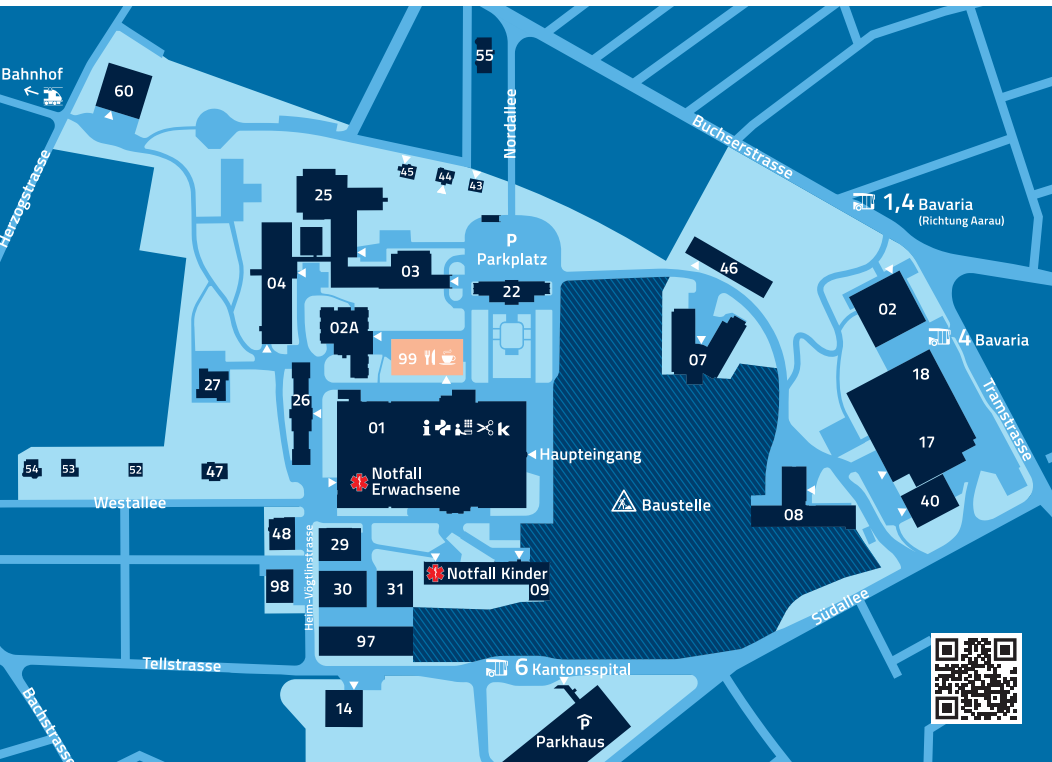 55
Bahnhof
60
Nordallee
Buchserstrasse
Herzogstrasse
45
44
43
25
1,4 Bavaria
(Richtung Aarau)
P
Parkplatz
03
46
04
22
02
02A
4 Bavaria
99
07
18
27
26
Tramstrasse
01
i
k
17
Haupteingang
54
53
52
47
Notfall
Erwachsene
Westallee
40
Baustelle
08
48
29
Heim-Vögtlinstrasse
Notfall Kinder
98
30
31
09
Südallee
97
Tellstrasse
6 Kantonsspital
Bachstrasse
14
P
Parkhaus